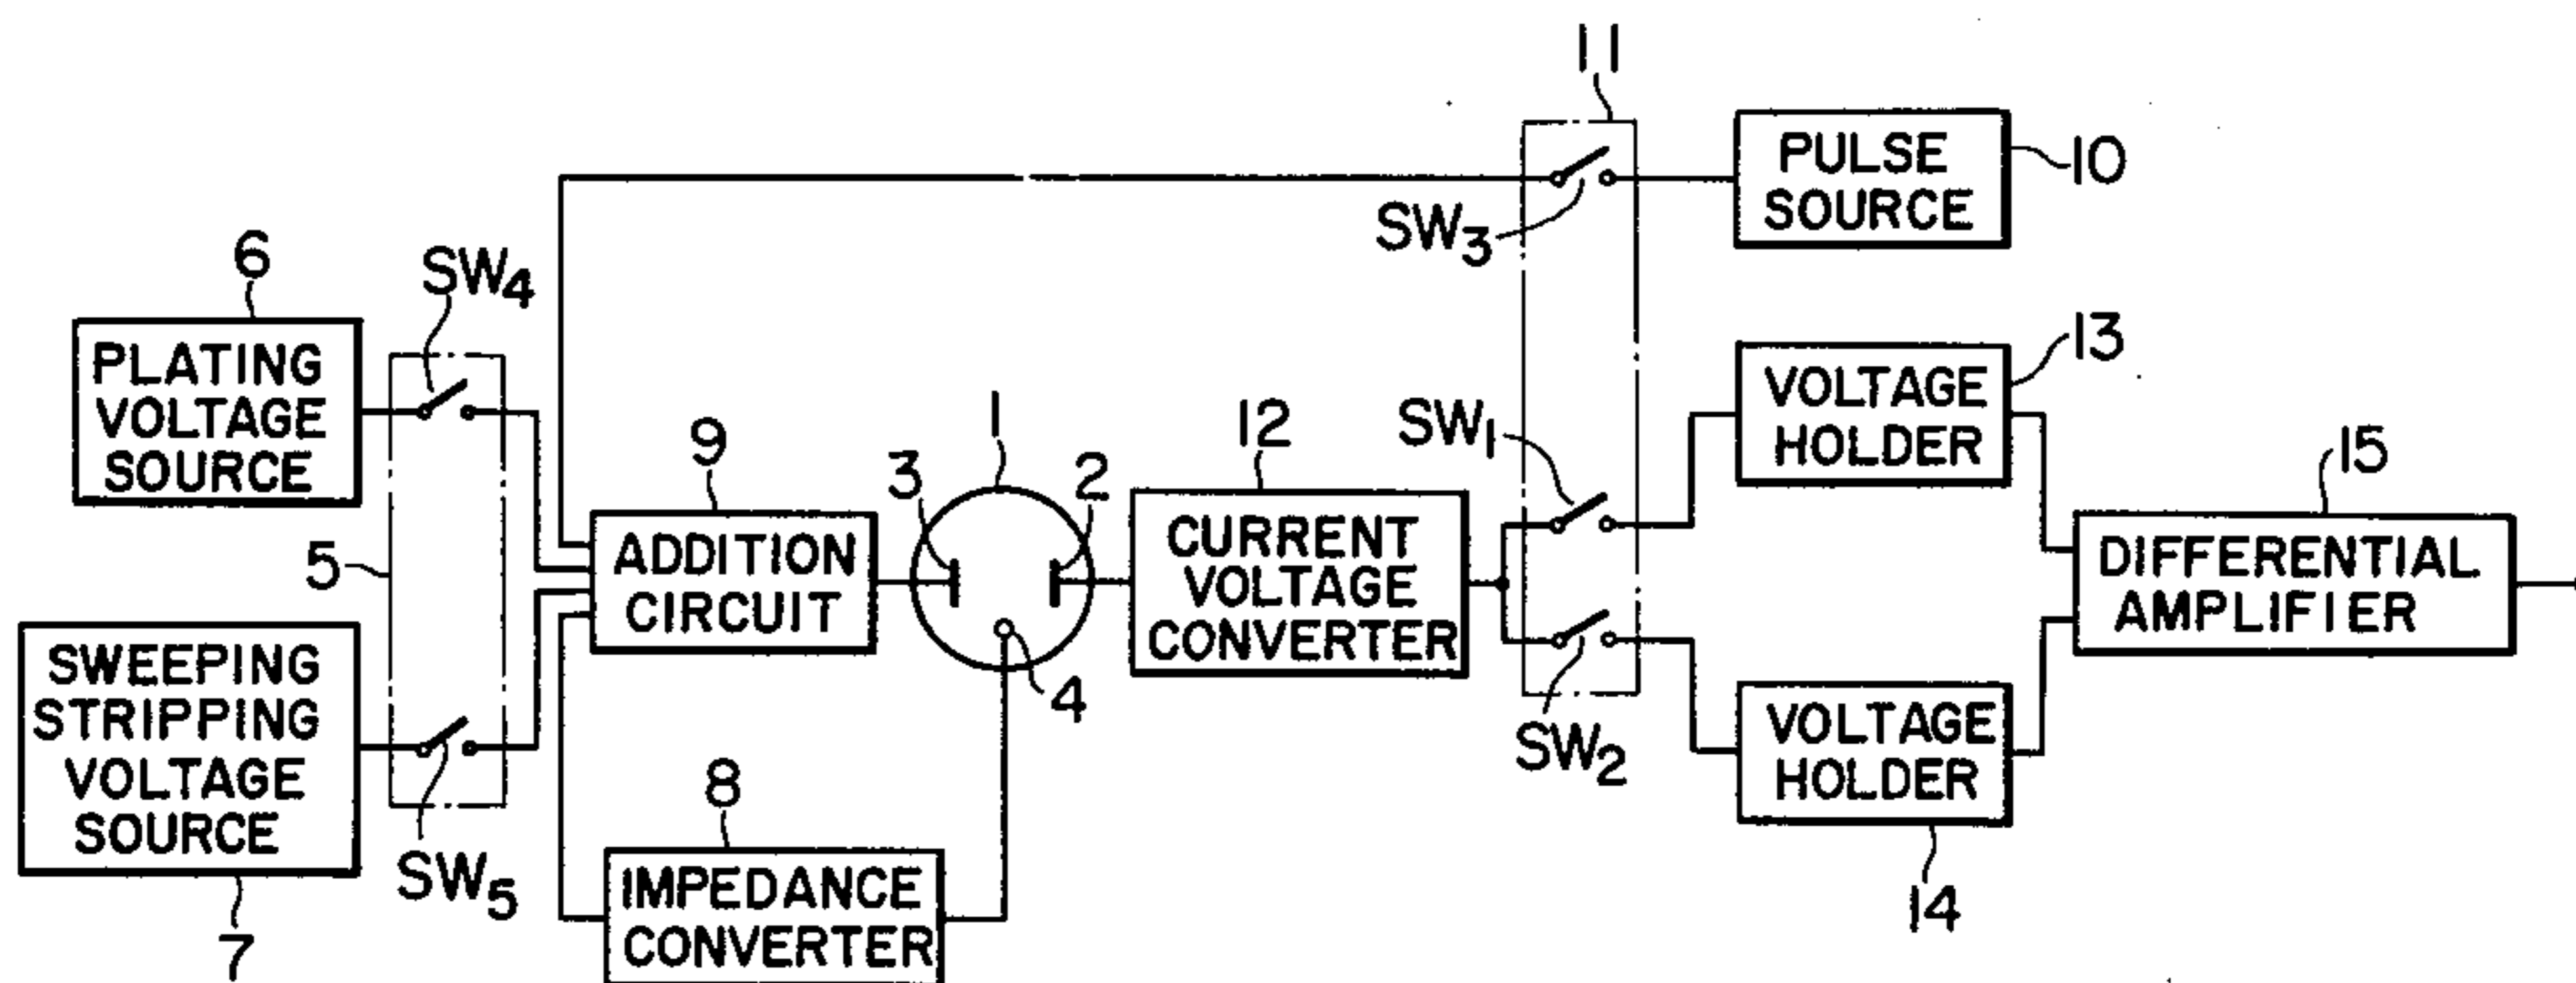 11
PULSE
SOURCE
10
SW3
6
SW4
PLATING
VOLTAGE
SOURCE
5
9
ADDITION
CIRCUIT
1
3
2
4
12
CURRENT
VOLTAGE
CONVERTER
SW1
SW2
13
VOLTAGE
HOLDER
15
DIFFERENTIAL
AMPLIFIER
SWEEPING
STRIPPING
VOLTAGE
SOURCE
7
SW5
8
IMPEDANCE
CONVERTER
VOLTAGE
HOLDER
14